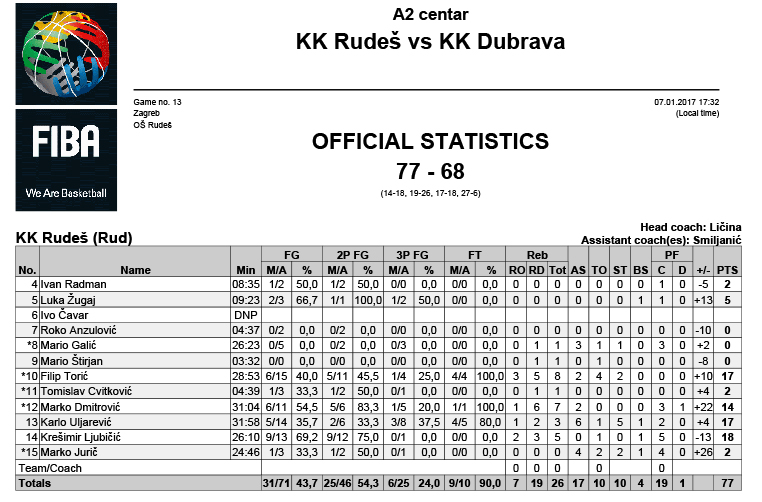 A2 centar
KK Rudeš vs KK Dubrava
FIBA
We Are Basketball
Game no. 13
Zagreb
OŠ Rudeš
07.01.2017 17:32
(Local time)
OFFICIAL STATISTICS
77 - 68
(14-18, 19-26, 17-18, 27-6)
Head coach: Ličina
KK Rudeš (Rud) Assistant coach(es): Smiljanić
FG 2P FG 3P FG FT Reb PF
No. Name Min M/A % M/A % M/A % M/A % RO RD Tot AS TO ST BS C D +/- PTS
4 Ivan Radman 08:35 1/2 50,0 1/2 50,0 0/0 0,0 0/0 0,0 0 0 0 0 0 0 0 1 0 -5 2
5 Luka Žugaj 09:23 2/3 66,7 1/1 100,0 1/2 50,0 0/0 0,0 0 0 0 0 0 0 1 1 0 +13 5
6 Ivo Čavar DNP
7 Roko Anzulović 04:37 0/2 0,0 0/2 0,0 0/0 0,0 0/0 0,0 0 0 0 0 0 0 0 0 0 -10 0
*8 Mario Galić 26:23 0/5 0,0 0/2 0,0 0/3 0,0 0/0 0,0 0 1 1 3 1 1 0 3 0 +2 0
9 Mario Štirjan 03:32 0/0 0,0 0/0 0,0 0/0 0,0 0/0 0,0 0 1 1 0 1 0 0 0 0 -8 0
*10 Filip Torić 28:53 6/15 40,0 5/11 45,5 1/4 25,0 4/4 100,0 3 5 8 2 4 2 0 1 0 +10 17
*11 Tomislav Cvitković 04:39 1/3 33,3 1/2 50,0 0/1 0,0 0/0 0,0 0 1 1 0 0 0 0 1 0 +4 2
*12 Marko Dmitrović 31:04 6/11 54,5 5/6 83,3 1/5 20,0 1/1 100,0 1 6 7 2 0 0 0 3 1 +22 14
13 Karlo Uljarević 31:58 5/14 35,7 2/6 33,3 3/8 37,5 4/5 80,0 1 2 3 6 1 5 1 2 0 +4 17
14 Krešimir Ljubičić 26:10 9/13 69,2 9/12 75,0 0/1 0,0 0/0 0,0 2 3 5 0 1 0 1 5 0 -13 18
*15 Marko Jurič 24:46 1/3 33,3 1/2 50,0 0/1 0,0 0/0 0,0 0 0 0 4 2 2 1 4 0 +26 2
Team/Coach 0 0 0 0 0 0
Totals 31/71 43,7 25/46 54,3 6/25 24,0 9/10 90,0 7 19 26 17 10 10 4 19 1 77